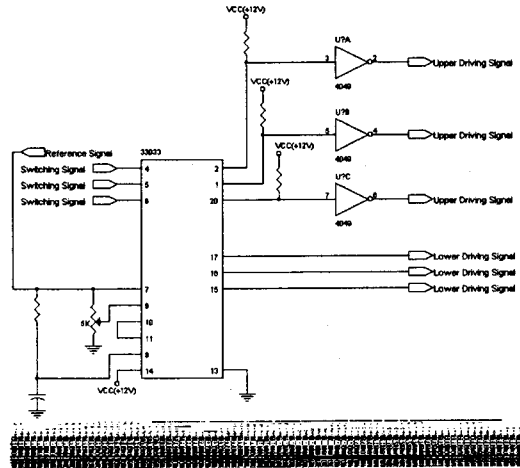 VCC(+12V)
U?A
3
2
Upper Driving Signal
4049
VCC(+12V)
U?B
5
4
Upper Driving Signal
4049
Reference Signal
33033
VCC(+12V)
Switching Signal
4
2
U?C
Switching Signal
5
1
Switching Signal
6
20
7
6
Upper Driving Signal
4049
17
Lower Driving Signal
16
Lower Driving Signal
15
Lower Driving Signal
7
9
5K
10
11
8
14
13
VCC(+12V)